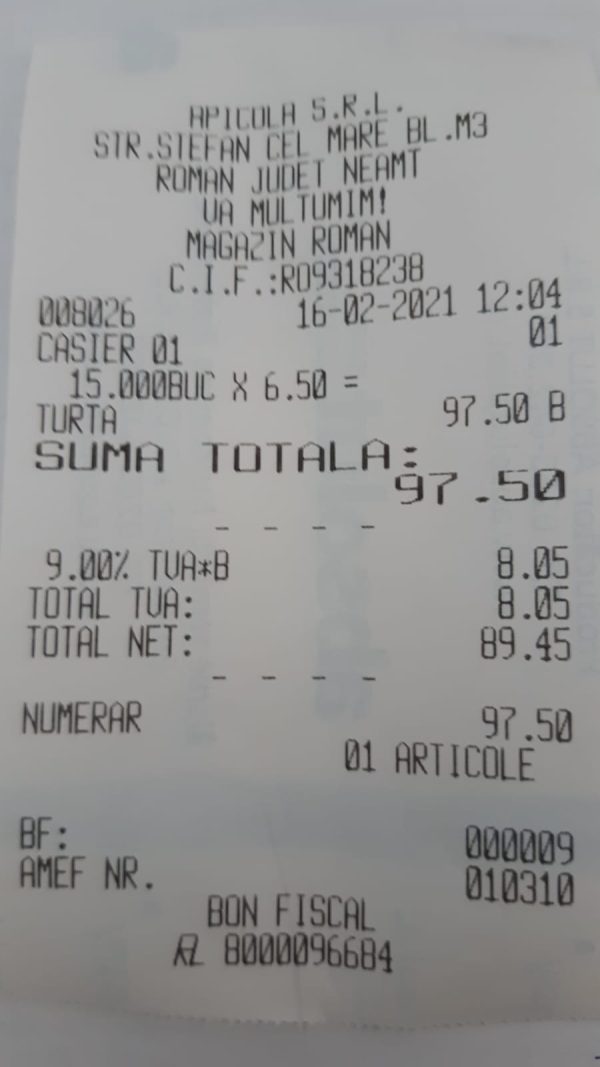 APICOLA S.R.L.
STR.STEFAN CEL MARE BL.M3
ROMAN JUDET NEAMT
VA MULTUMIM!
MAGAZIN ROMAN
C.I.F.:RO9318238
008026 16-02-2021 12:04
CASIER 01 01
15.000BUC X 6.50 =
TURTA 97.50 B
SUMA TOTALA:
97.50
- - - -
9.00% TVA*B 8.05
TOTAL TVA: 8.05
TOTAL NET: 89.45
- - - -
NUMERAR 97.50
01 ARTICOLE
BF: 000009
AMEF NR. 010310
BON FISCAL
8000096684